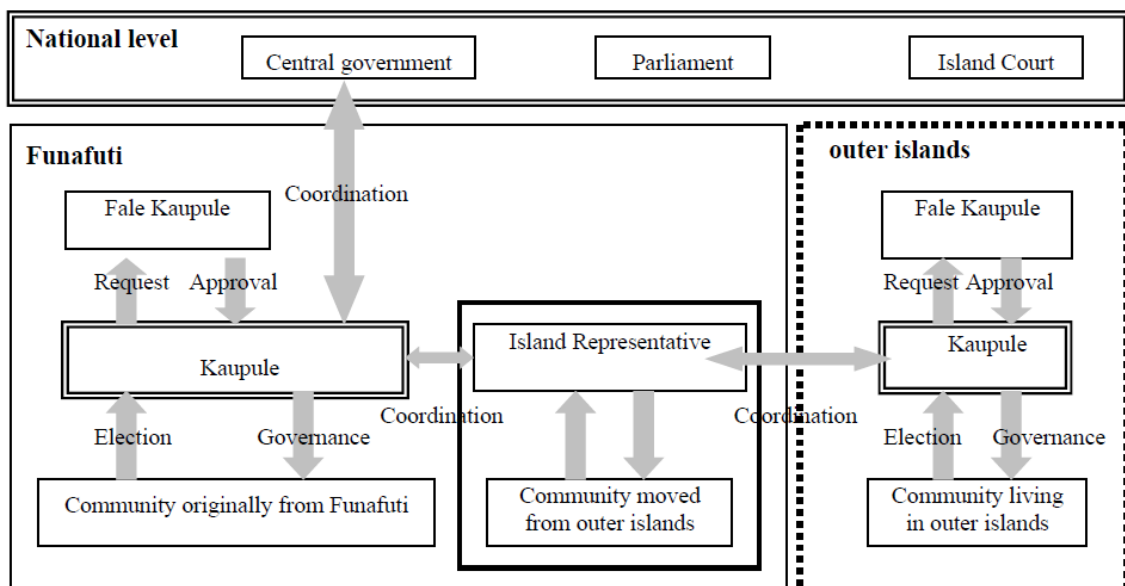 National level
Central government
Parliament
Island Court
Funafuti
Fale Kaupule
Coordination
Request
Approval
Kaupule
Election
Governance
Community originally from Funafuti
Coordination
Island Representative
Community moved
from outer islands
Coordination
outer islands
Fale Kaupule
Request
Approval
Kaupule
Election
Governance
Community living
in outer islands